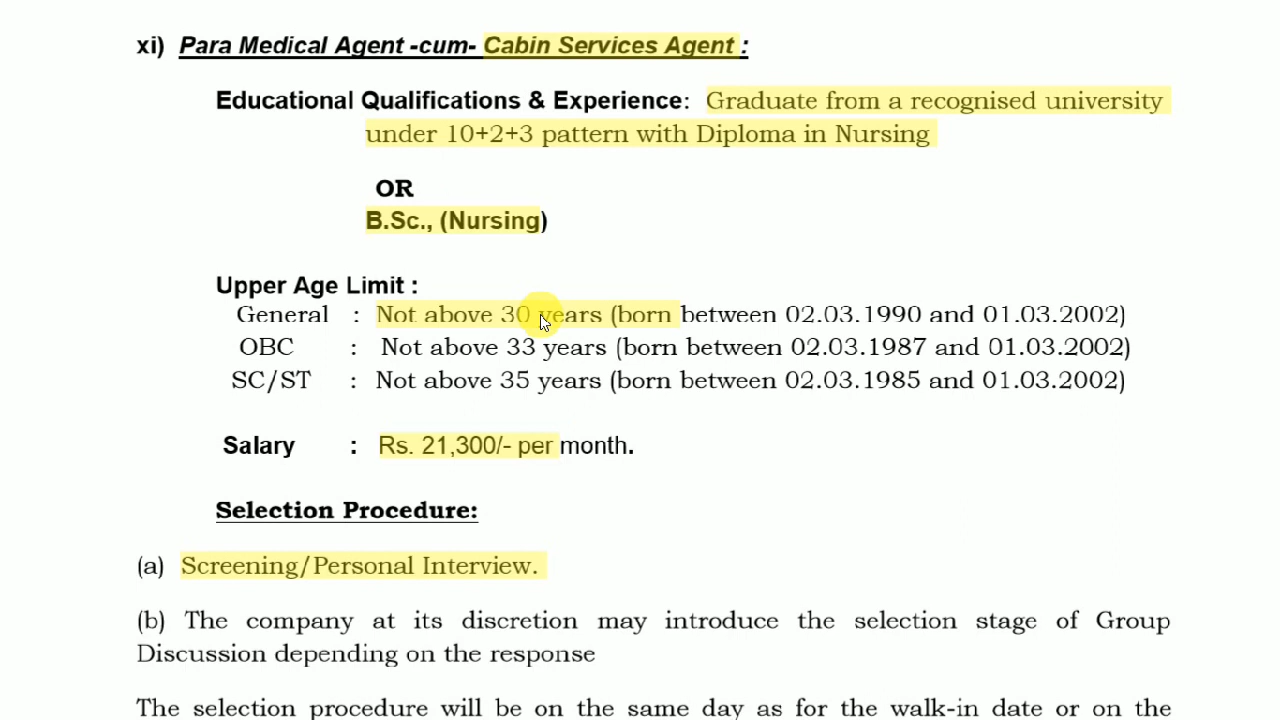 xi) Para Medical Agent -cum- Cabin Services Agent :
Educational Qualifications & Experience: Graduate from a recognised university
under 10+2+3 pattern with Diploma in Nursing
OR
B.Sc., (Nursing)
Upper Age Limit :
General : Not above 30 years (born between 02.03.1990 and 01.03.2002)
OBC : Not above 33 years (born between 02.03.1987 and 01.03.2002)
SC/ST : Not above 35 years (born between 02.03.1985 and 01.03.2002)
Salary : Rs. 21,300/- per month.
Selection Procedure:
(a) Screening/Personal Interview.
(b) The company at its discretion may introduce the selection stage of Group
Discussion depending on the response
The selection procedure will be on the same day as for the walk-in date or on the